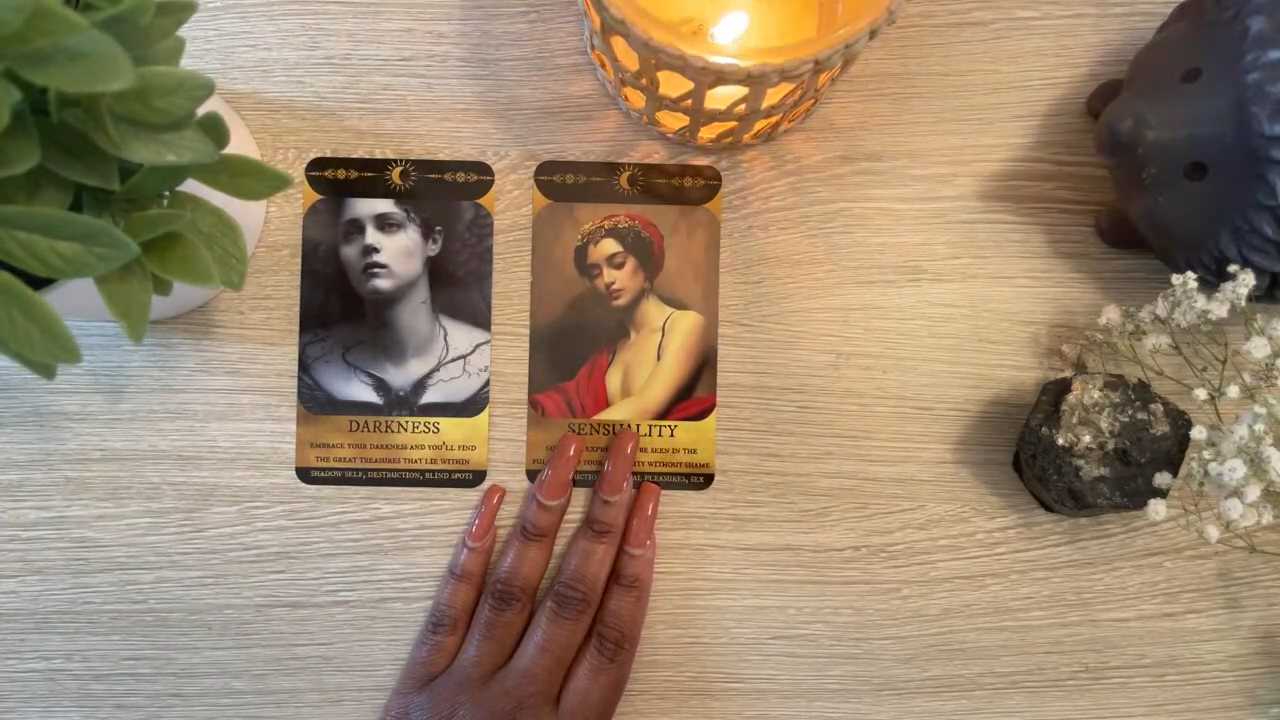 DARKNESS
EMBRACE YOUR DARKNESS AND YOU'LL FIND
THE GREAT TREASURES THAT LIE WITHIN
SHADOW SELF, DESTRUCTION, BLIND SPOTS
SENSUALITY
BE SEEN IN THE
YOUR WITHOUT SHAME
PLEASURES, SEX